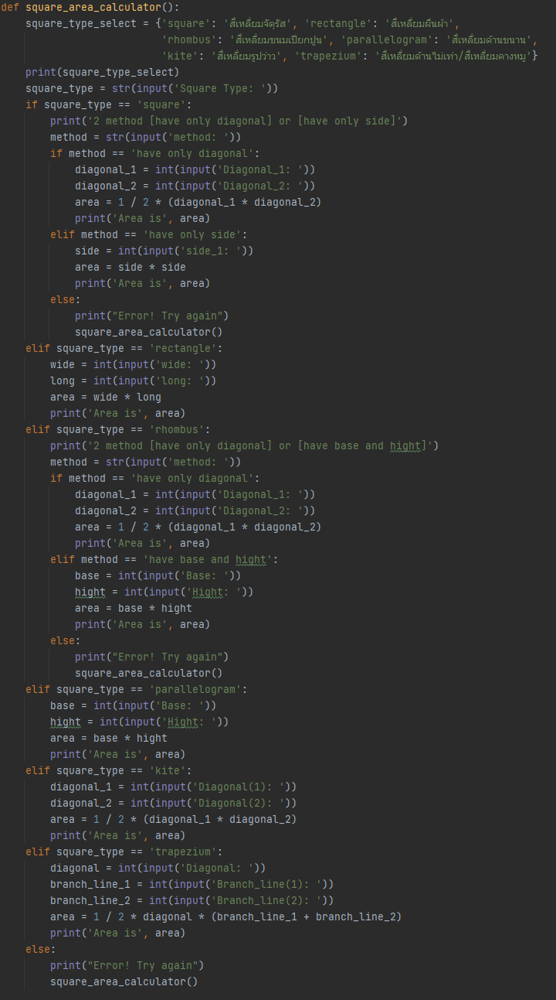 def square_area_calculator():
square_type_select = {'square': 'สี่เหลี่ยมจัตุรัส', 'rectangle': 'สี่เหลี่ยมผืนผ้า',
'rhombus': 'สี่เหลี่ยมขนมเปียกปูน', 'parallelogram': 'สี่เหลี่ยมด้านขนาน',
'kite': 'สี่เหลี่ยมรูปว่าว', 'trapezium': 'สี่เหลี่ยมด้านไม่เท่า/สี่เหลี่ยมคางหมู'}
print(square_type_select)
square_type = str(input('Square Type: '))
if square_type == 'square':
print('2 method [have only diagonal] or [have only side]')
method = str(input('method: '))
if method == 'have only diagonal':
diagonal_1 = int(input('Diagonal_1: '))
diagonal_2 = int(input('Diagonal_2: '))
area = 1 / 2 * (diagonal_1 * diagonal_2)
print('Area is', area)
elif method == 'have only side':
side = int(input('side_1: '))
area = side * side
print('Area is', area)
else:
print("Error! Try again")
square_area_calculator()
elif square_type == 'rectangle':
wide = int(input('wide: '))
long = int(input('long: '))
area = wide * long
print('Area is', area)
elif square_type == 'rhombus':
print('2 method [have only diagonal] or [have base and hight]')
method = str(input('method: '))
if method == 'have only diagonal':
diagonal_1 = int(input('Diagonal_1: '))
diagonal_2 = int(input('Diagonal_2: '))
area = 1 / 2 * (diagonal_1 * diagonal_2)
print('Area is', area)
elif method == 'have base and hight':
base = int(input('Base: '))
hight = int(input('Hight: '))
area = base * hight
print('Area is', area)
else:
print("Error! Try again")
square_area_calculator()
elif square_type == 'parallelogram':
base = int(input('Base: '))
hight = int(input('Hight: '))
area = base * hight
print('Area is', area)
elif square_type == 'kite':
diagonal_1 = int(input('Diagonal(1): '))
diagonal_2 = int(input('Diagonal(2): '))
area = 1 / 2 * (diagonal_1 * diagonal_2)
print('Area is', area)
elif square_type == 'trapezium':
diagonal = int(input('Diagonal: '))
branch_line_1 = int(input('Branch_line(1): '))
branch_line_2 = int(input('Branch_line(2): '))
area = 1 / 2 * diagonal * (branch_line_1 + branch_line_2)
print('Area is', area)
else:
print("Error! Try again")
square_area_calculator()